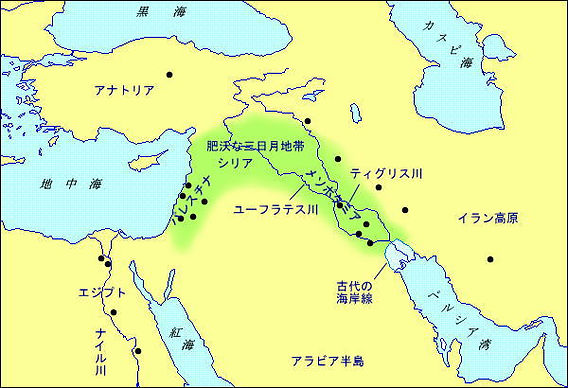 黒海
カスピ海
アナトリア
肥沃な三日月地帯
シリア
地中海
パレスチナ
メソポタミア
ティグリス川
ユーフラテス川
イラン高原
古代の
海岸線
エジプト
ペルシア湾
ナイル川
紅海
アラビア半島